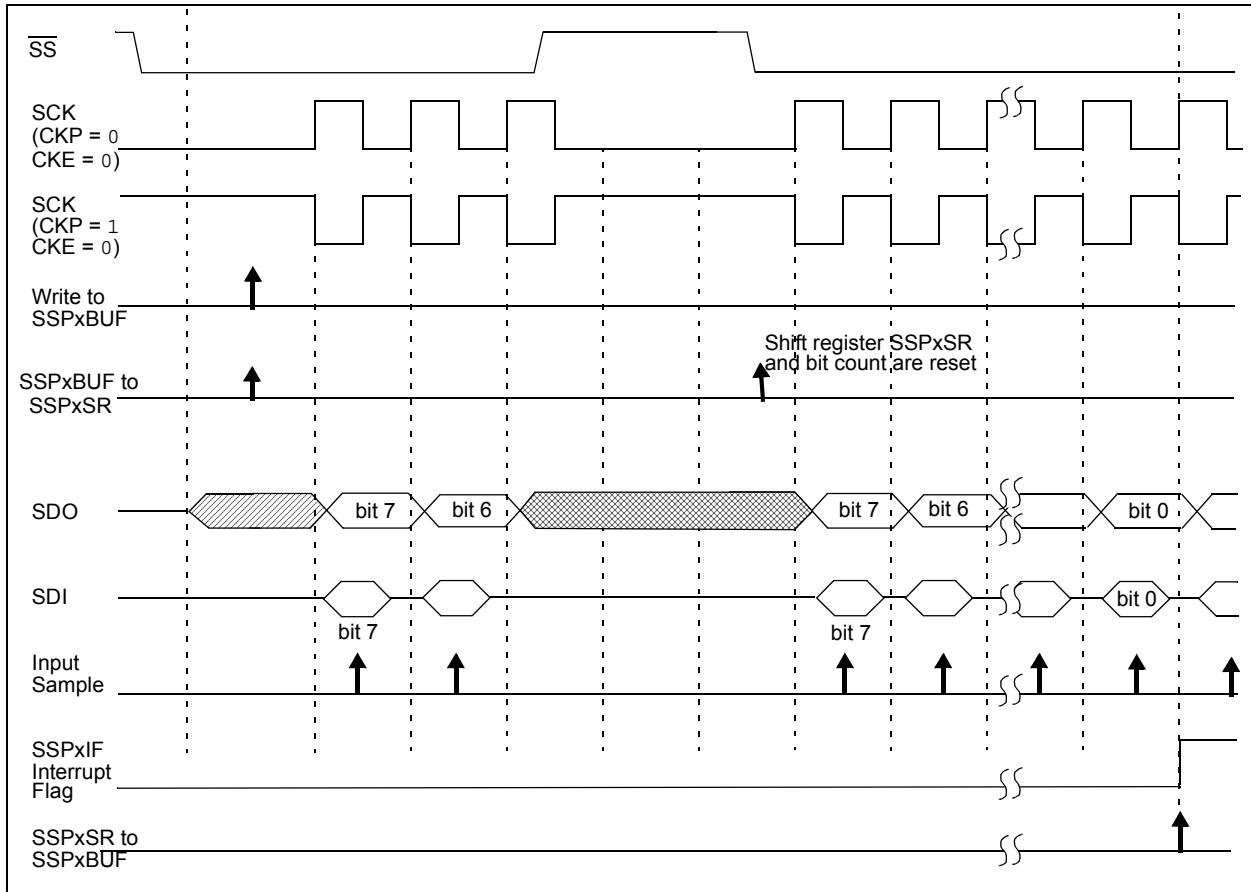 SS
SCK
(CKP = 0
CKE = 0)
SCK
(CKP = 1
CKE = 0)
Write to
SSPxBUF
Shift register SSPxSR
and bit count are reset
SSPxBUF to
SSPxSR
SDO
bit 7
bit 6
bit 7
bit 6
bit 0
SDI
bit 0
bit 7
bit 7
Input
Sample
SSPxIF
Interrupt
Flag
SSPxSR to
SSPxBUF